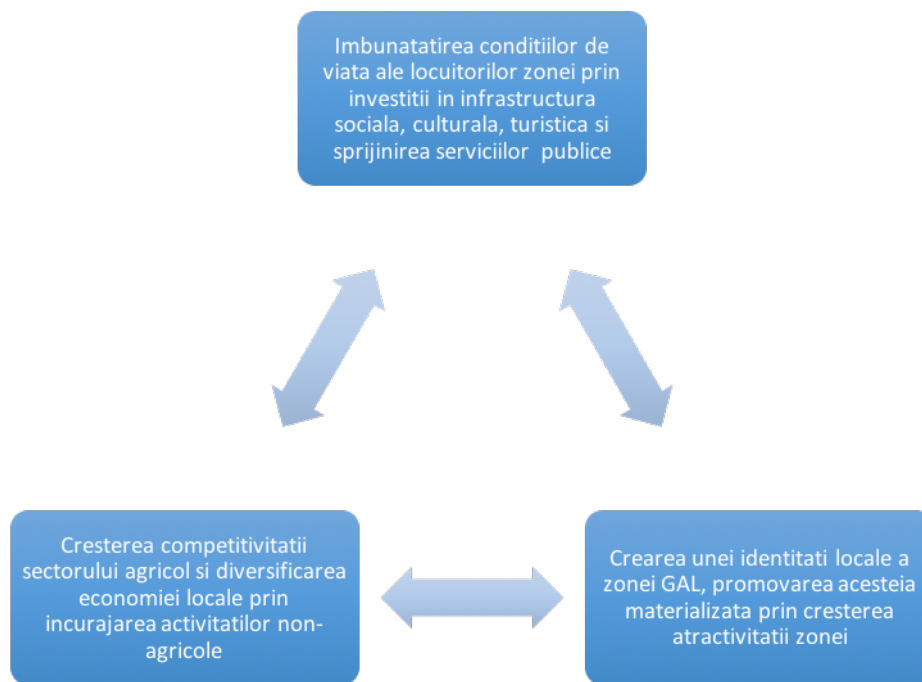 Imbunatatirea conditiilor de
viata ale locuitorilor zonei prin
investitii in infrastructura
sociala, culturala, turistica si
sprijinirea serviciilor  publice
Cresterea competitivitatii
sectorului agricol si diversificarea
economiei locale prin
incurajarea activitatilor non-
agricole
Crearea unei identitati locale a
zonei GAL, promovarea acesteia
materializata prin cresterea
atractivitatii zonei